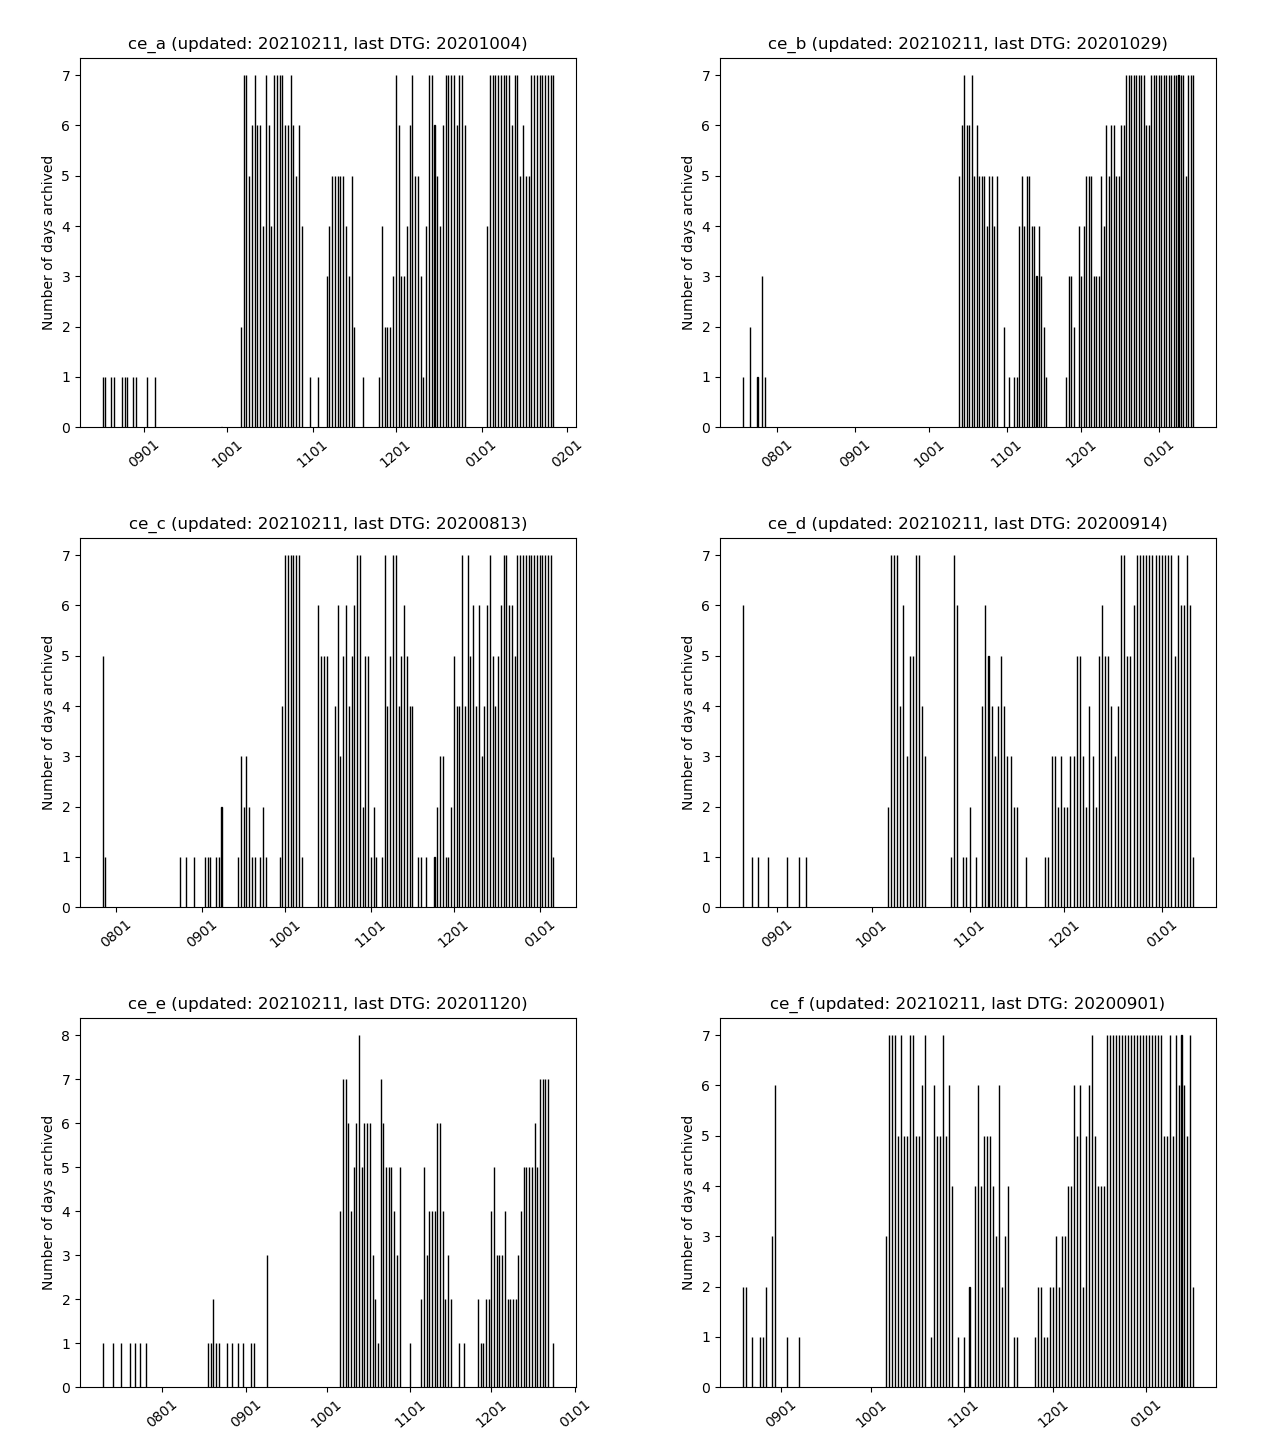 ce_a (updated: 20210211, last DTG: 20201004)
Number of days archived
7
6
5
4
3
2
1
0
0901 1001 1101 1201 0101 0201
ce_b (updated: 20210211, last DTG: 20201029)
Number of days archived
7
6
5
4
3
2
1
0
0801 0901 1001 1101 1201 0101
ce_c (updated: 20210211, last DTG: 20200813)
Number of days archived
7
6
5
4
3
2
1
0
0801 0901 1001 1101 1201 0101
ce_d (updated: 20210211, last DTG: 20200914)
Number of days archived
7
6
5
4
3
2
1
0
0901 1001 1101 1201 0101
ce_e (updated: 20210211, last DTG: 20201120)
Number of days archived
8
7
6
5
4
3
2
1
0
0801 0901 1001 1101 1201 0101
ce_f (updated: 20210211, last DTG: 20200901)
Number of days archived
7
6
5
4
3
2
1
0
0901 1001 1101 1201 0101